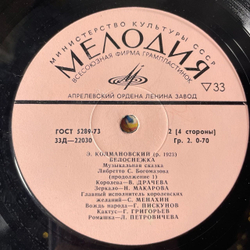 МИНИСТЕРСТВО КУЛЬТУРЫ СССР
МЕЛОДИЯ
ВСЕСОЮЗНАЯ ФИРМА ГРАМПЛАСТИНОК
33
АПРЕЛЕВСКИЙ ОРДЕНА ЛЕНИНА ЗАВОД
ГОСТ 5289-73 2 (4 стороны)
33Д—22030 Гр. 2. 0-70
Э. КОЛМАНОВСКИЙ (р. 1923)
БЕЛОСНЕЖКА
Музыкальная сказка
Либретто С. Богомазова
(продолжение 1)
Королева — В. ДРАЧЕВА
Зеркало — Н. МАКАРОВА
Главный исполнитель королевских
желаний — С. МЕНАХИН
Вождь народа — Г. ПИСКУНОВ
Кактус — Г. ГРИГОРЬЕВ
Ромашка — Л. ПЕТРОВИЧЕВА